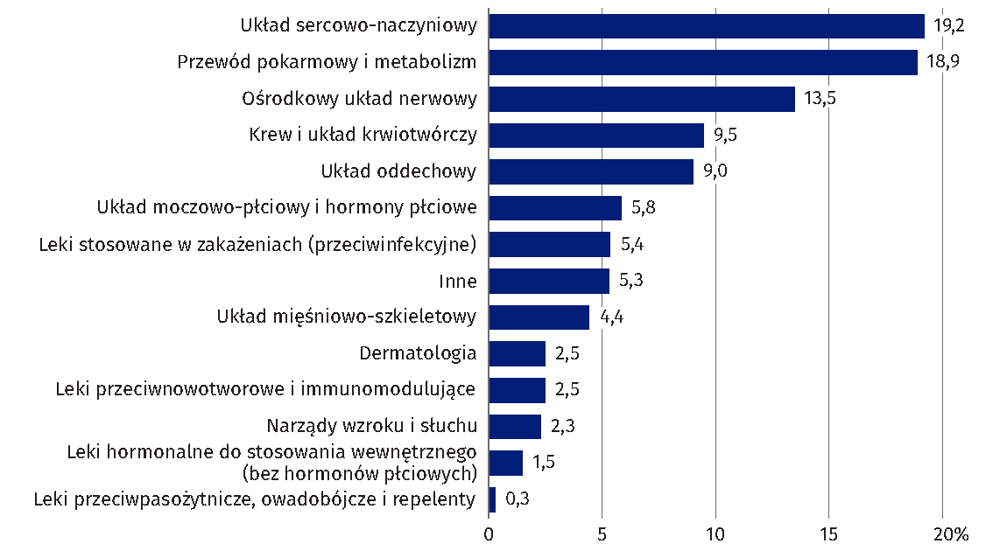 Układ sercowo-naczyniowy 19,2
Przewód pokarmowy i metabolizm 18,9
Ośrodkowy układ nerwowy 13,5
Krew i układ krwiotwórczy 9,5
Układ oddechowy 9,0
Układ moczowo-płciowy i hormony płciowe 5,8
Leki stosowane w zakażeniach (przeciwinfekcyjne) 5,4
Inne 5,3
Układ mięśniowo-szkieletowy 4,4
Dermatologia 2,5
Leki przeciwnowotworowe i immunomodulujące 2,5
Narządy wzroku i słuchu 2,3
Leki hormonalne do stosowania wewnętrznego
(bez hormonów płciowych) 1,5
Leki przeciwpasożytnicze, owadobójcze i repelenty 0,3
0 5 10 15 20%